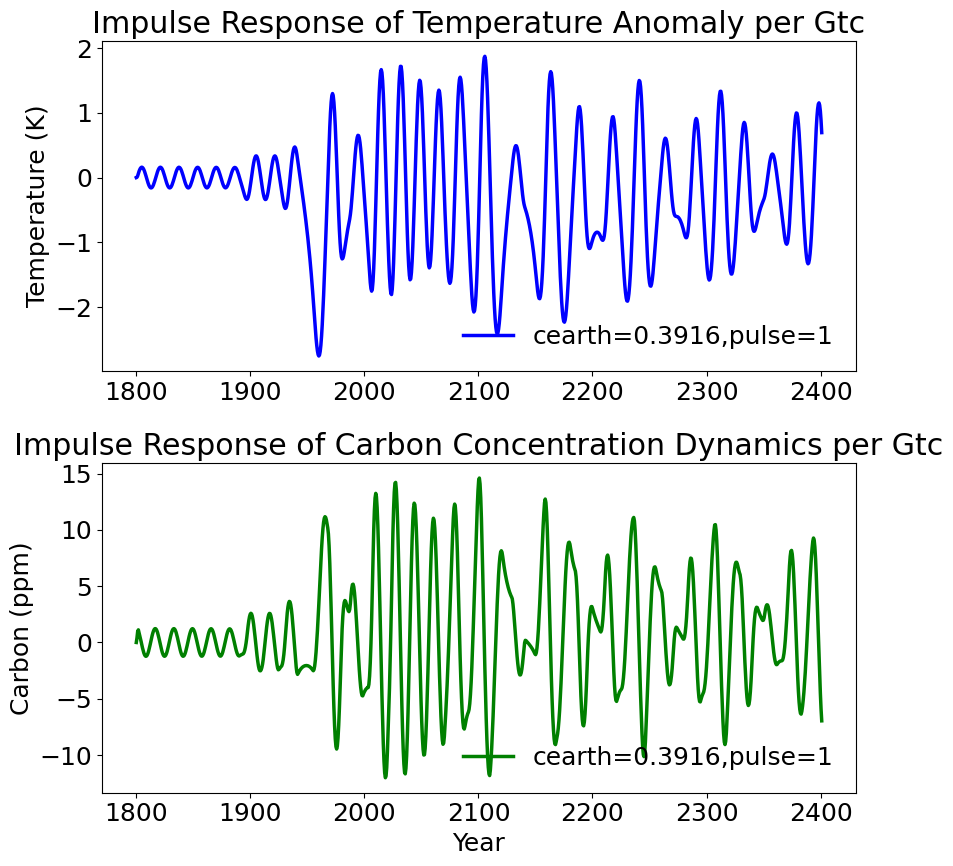 Impulse Response of Temperature Anomaly per Gtc
2
1
0
−1
−2
Temperature (K)
cearth=0.3916,pulse=1
1800 1900 2000 2100 2200 2300 2400
Impulse Response of Carbon Concentration Dynamics per Gtc
15
10
5
0
−5
−10
Carbon (ppm)
cearth=0.3916,pulse=1
1800 1900 2000 2100 2200 2300 2400
Year